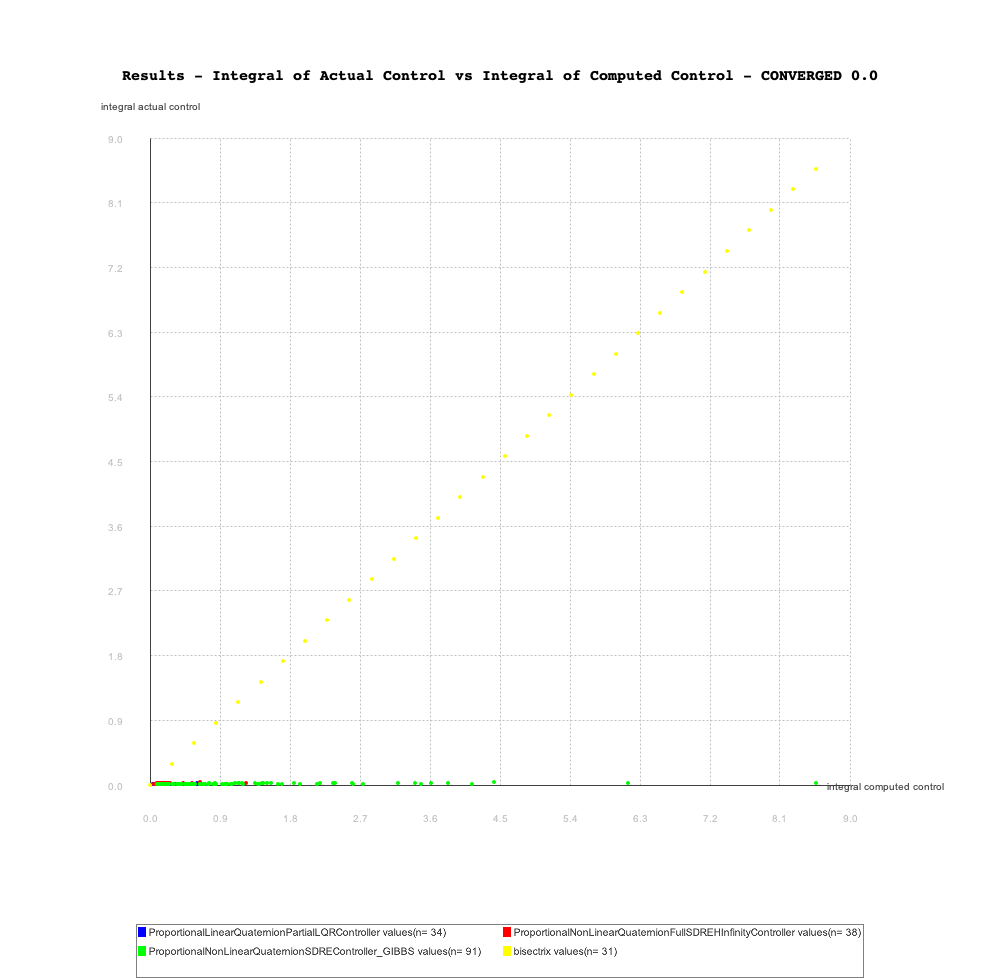 Results - Integral of Actual Control vs Integral of Computed Control - CONVERGED 0.0
integral actual control
9.0
8.1
7.2
6.3
5.4
4.5
3.6
2.7
1.8
0.9
0.0
integral computed control
0.0 0.9 1.8 2.7 3.6 4.5 5.4 6.3 7.2 8.1 9.0
ProportionalLinearQuaternionPartialLQRController values(n= 34) ProportionalNonLinearQuaternionFullSDREHInfinityController values(n= 38)
ProportionalNonLinearQuaternionSDREController_GIBBS values(n= 91) bisectrix values(n= 31)